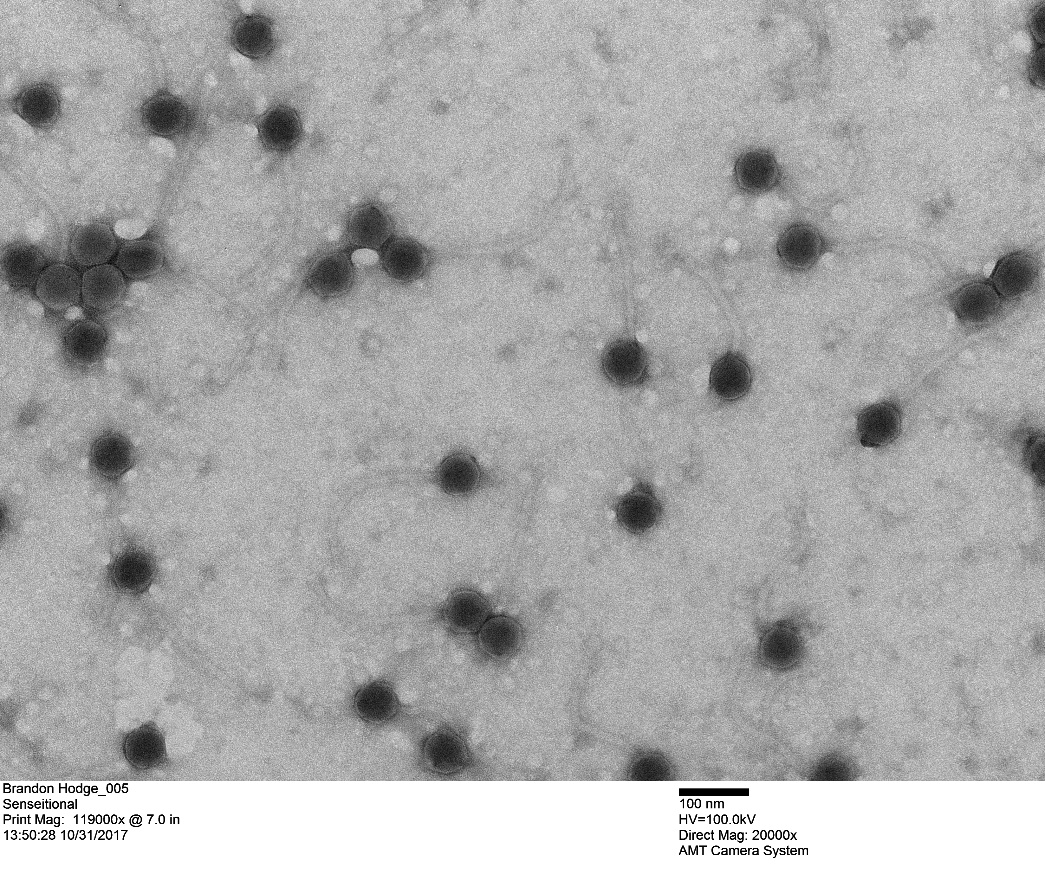 Brandon Hodge_005
Senseitional
Print Mag: 119000x @ 7.0 in
13:50:28 10/31/2017
100 nm
HV=100.0kV
Direct Mag: 20000x
AMT Camera System